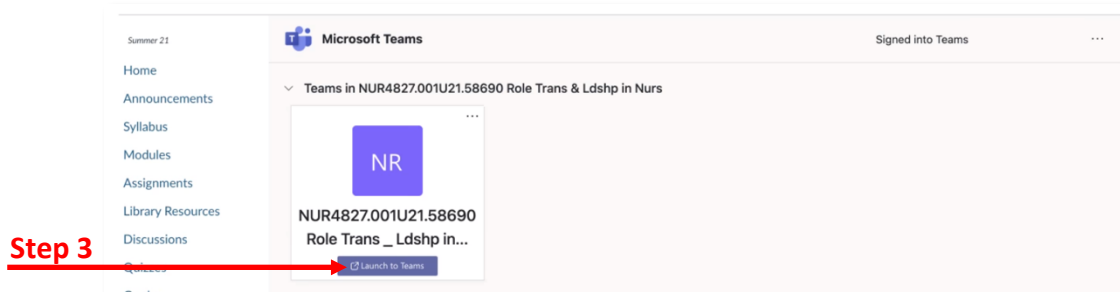 Summer 21
Microsoft Teams
Signed into Teams
...
Home
Announcements
Syllabus
Modules
Assignments
Library Resources
Discussions
Quizzes
Teams in NUR4827.001U21.58690 Role Trans & Ldshp in Nurs
...
NR
NUR4827.001U21.58690
Role Trans _ Ldshp in...
Launch to Teams
Step 3